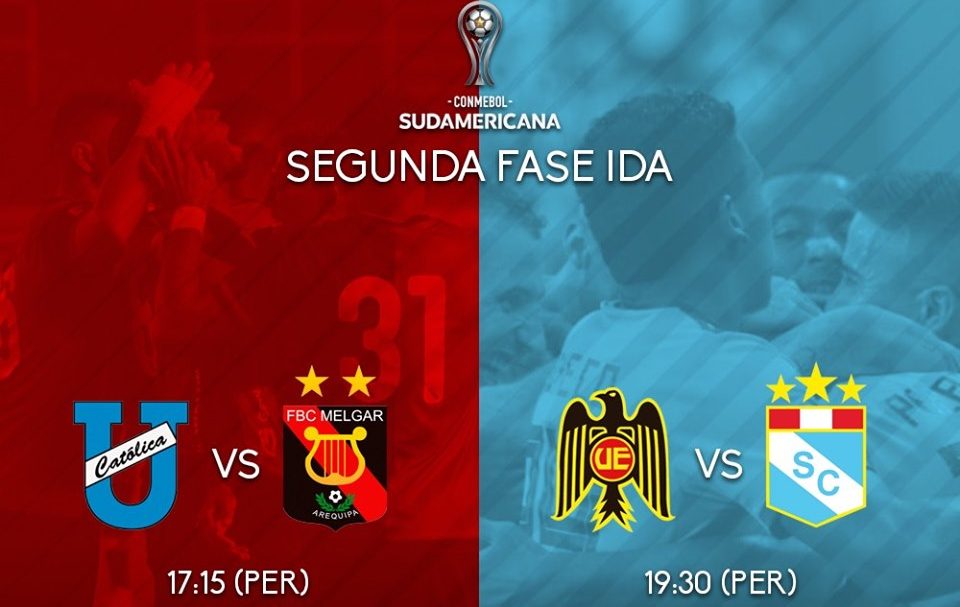 - CONMEBOL -
SUDAMERICANA
SEGUNDA FASE IDA
31
U
Católica
VS
FBC MELGAR
AREQUIPA
UE
VS
SC
17:15 (PER)
19:30 (PER)